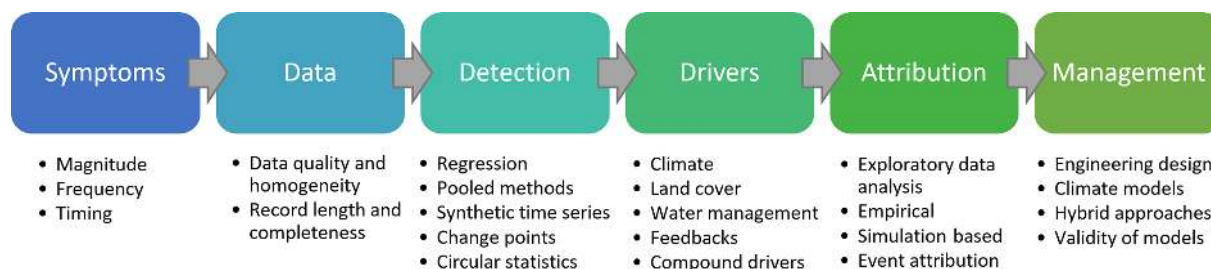 Symptoms
Data
Detection
Drivers
Attribution
Management
• Magnitude
• Frequency
• Timing
• Data quality and
homogeneity
• Record length and
completeness
• Regression
• Pooled methods
• Synthetic time series
• Change points
• Circular statistics
• Climate
• Land cover
• Water management
• Feedbacks
• Compound drivers
• Exploratory data
analysis
• Empirical
• Simulation based
• Event attribution
• Engineering design
• Climate models
• Hybrid approaches
• Validity of models